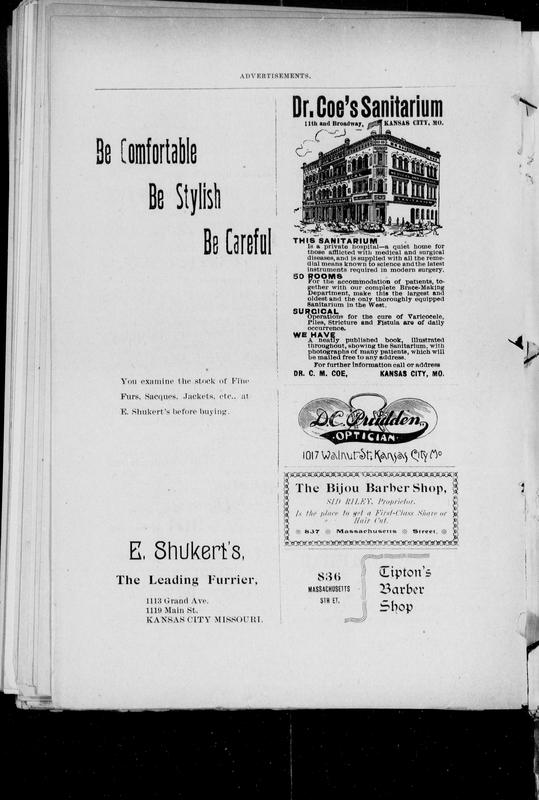 ADVERTISEMENTS.
Be Comfortable
Be Stylish
Be Careful
You examine the stock of Fine
Furs, Sacques, Jackets, etc., at
E. Shukert's before buying.
E. Shukert's,
The Leading Furrier,
1113 Grand Ave.
1119 Main St.
KANSAS CITY MISSOURI.
Dr. Coe's Sanitarium
11th and Broadway, KANSAS CITY, MO.
THIS SANITARIUM
Is a private hospital—a quiet home for
those afflicted with medical and surgical
diseases, and is supplied with all the reme-
dial means known to science and the latest
instruments required in modern surgery.
50 ROOMS
For the accommodation of patients, to-
gether with our complete Brace-Making
Department, make this the largest and
oldest and the only thoroughly equipped
Sanitarium in the West.
SURGICAL
Operations for the cure of Varicocele,
Piles, Stricture and Fistula are of daily
occurrence.
WE HAVE
A neatly published book, illustrated
throughout, showing the Sanitarium, with
photographs of many patients, which will
be mailed free to any address.
For further information call or address
DR. C. M. COE, KANSAS CITY, MO.
D.C. Prudden,
OPTICIAN
1017 Walnut St, Kansas City Mo
The Bijou Barber Shop,
SID RILEY, Proprietor.
Is the place to get a First-Class Shave or
Hair Cut.
837 Massachusetts Street.
836
MASSACHUSETTS
STREET.
Tipton's
Barber
Shop